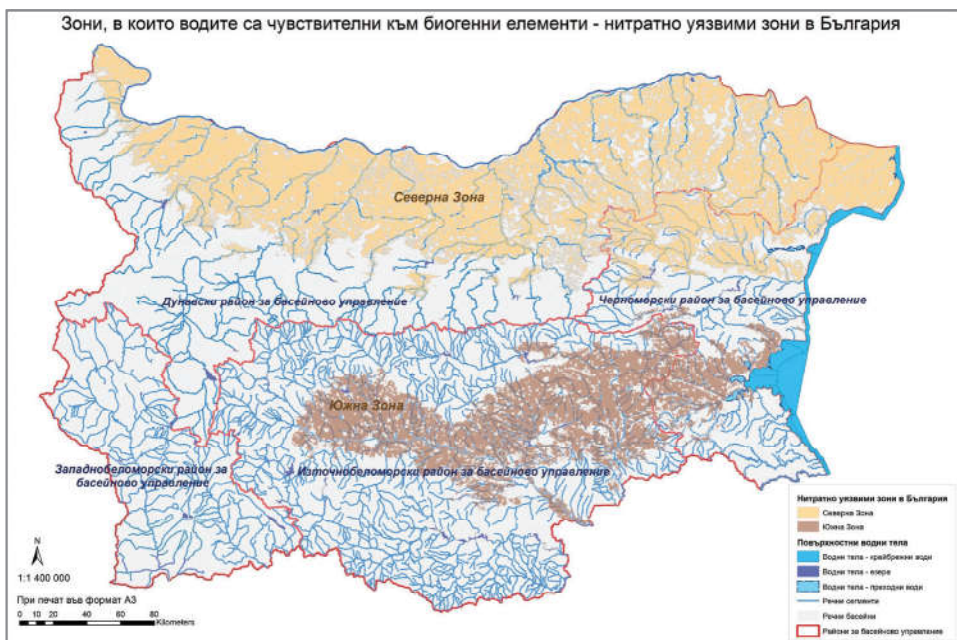 Зони, в които водите са чувствителни към биогенни елементи - нитратно уязвими зони в България
Северна Зона
Дунавски район за басейново управление
Черноморски район за басейново управление
Южна Зона
Западнобеломорски район за
басейново управление
Източнобеломорски район за басейново управление
N
1:1 400 000
При печат във формат А3
0 10 20 40 60 80
Kilometers
Нитратно уязвими зони в България
Северна Зона
Южна Зона
Повърхностни водни тела
Водни тела - крайбрежни води
Водни тела - езера
Водни тела - преходни води
Речни сегменти
Речни басейни
Райони за басейново управление